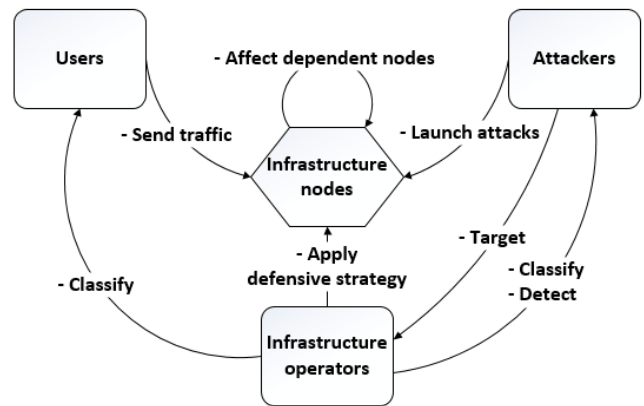 Users
- Affect dependent nodes
Attackers
- Send traffic
- Launch attacks
Infrastructure
nodes
- Target
- Apply
defensive strategy
- Classify
- Classify
- Detect
Infrastructure
operators